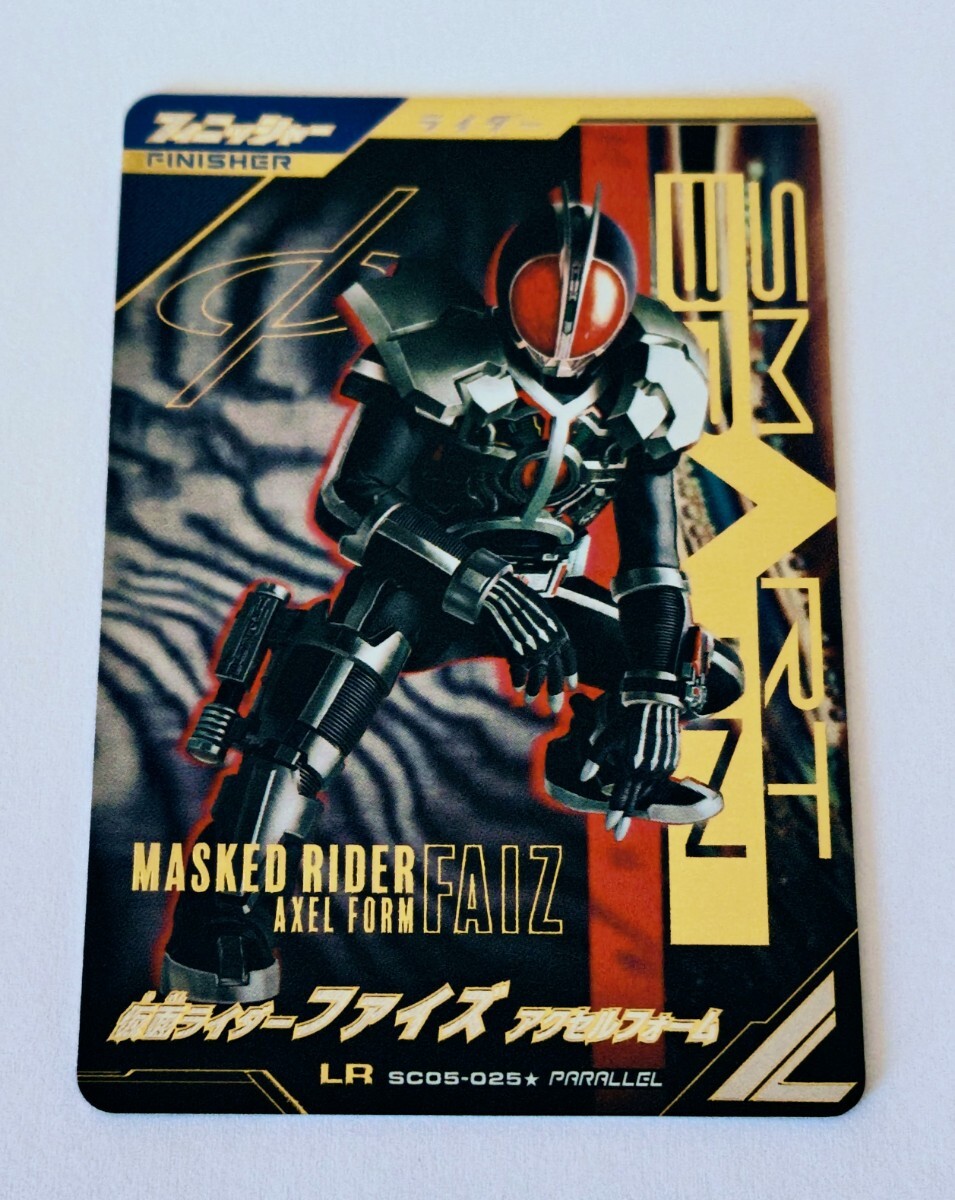 フィニッシャー
FINISHER
ライダー
SMART
BRAIN
MASKED RIDER
AXEL FORM
FAIZ
仮面ライダーファイズ アクセルフォーム
LR SC05-025★ PARALLEL
L